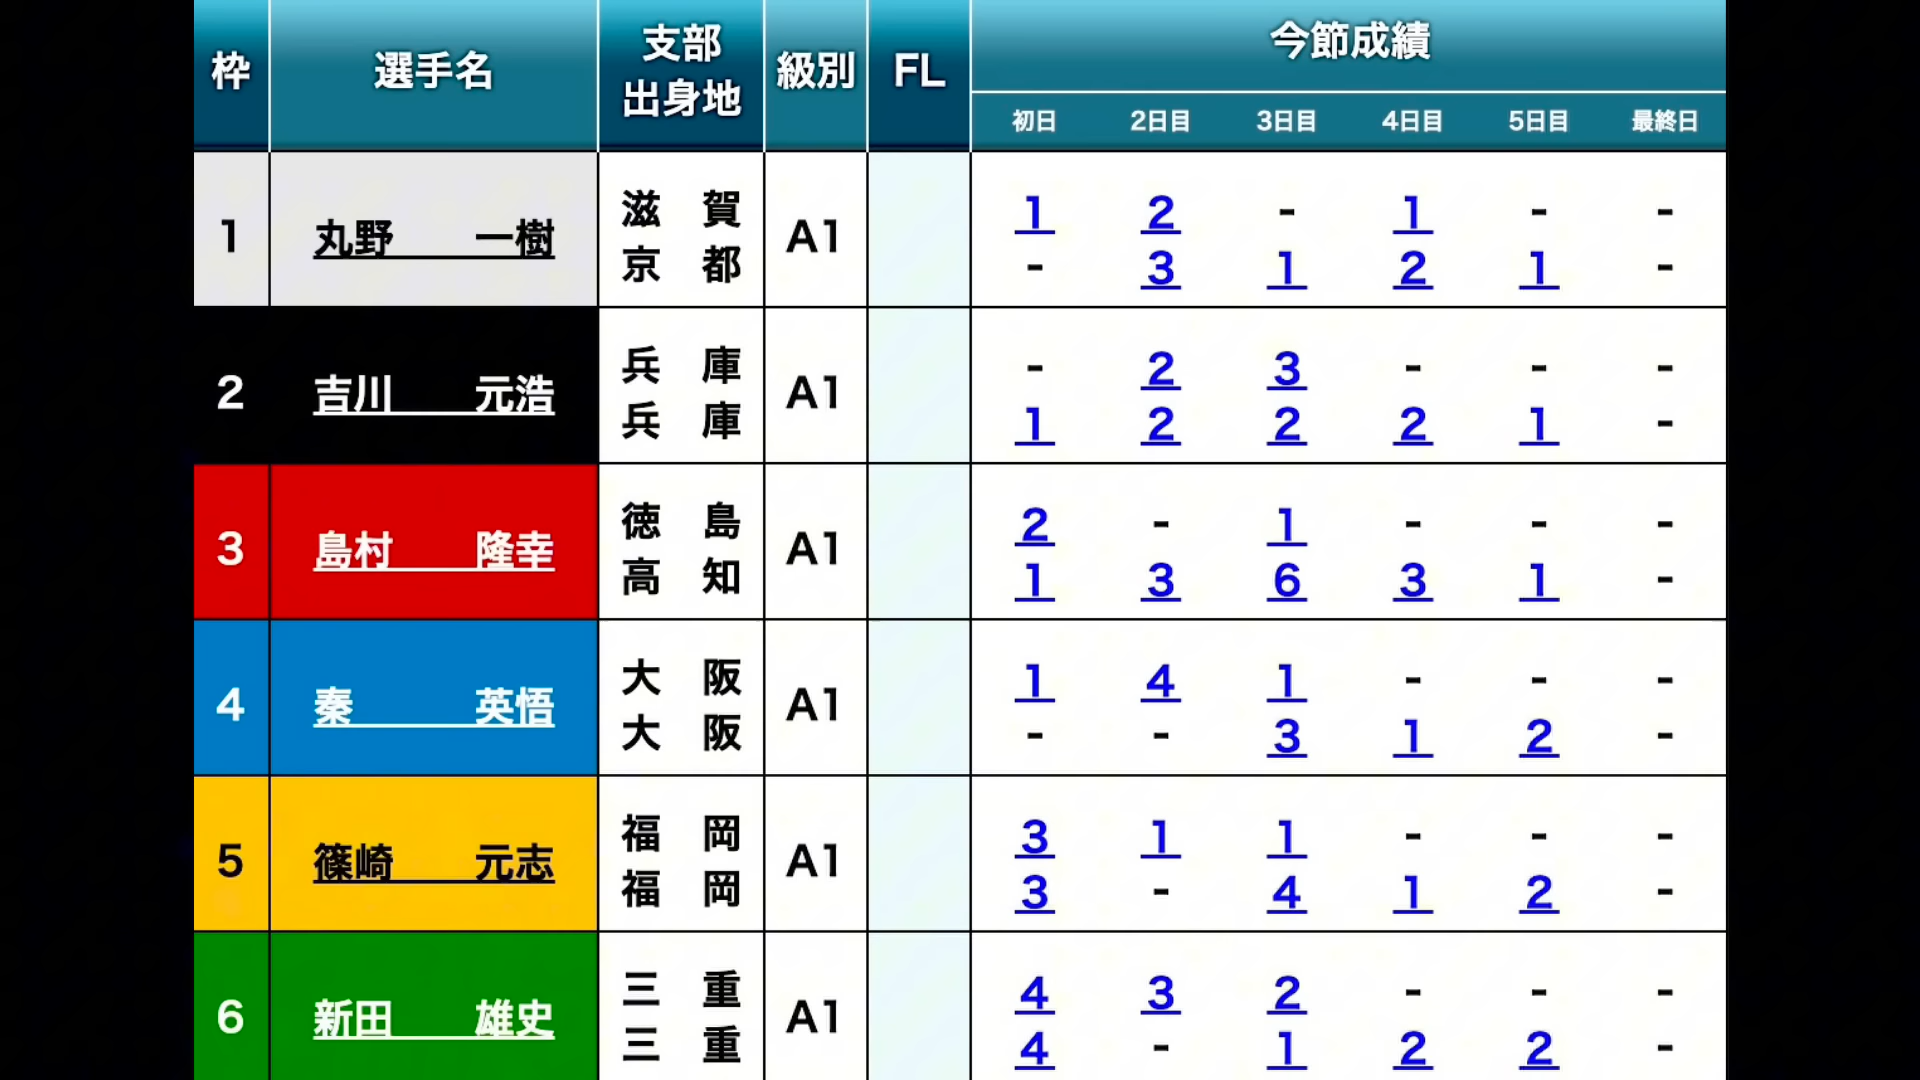 枠 選手名 支部 出身地 級別 FL 今節成績
初日 2日目 3日目 4日目 5日目 最終日
1 丸野 一樹 滋賀 A1 1 2 - 1 - -
京都 - 3 1 2 1 -
2 吉川 元浩 兵庫 A1 - 2 3 - - -
兵庫 1 2 2 2 1 -
3 島村 隆幸 徳島 A1 2 - 1 - - -
高知 1 3 6 3 1 -
4 秦 英悟 大阪 A1 1 4 1 - - -
大阪 - - 3 1 2 -
5 篠崎 元志 福岡 A1 3 1 1 - - -
福岡 3 - 4 1 2 -
6 新田 雄史 三重 A1 4 3 2 - - -
三重 4 - 1 2 2 -